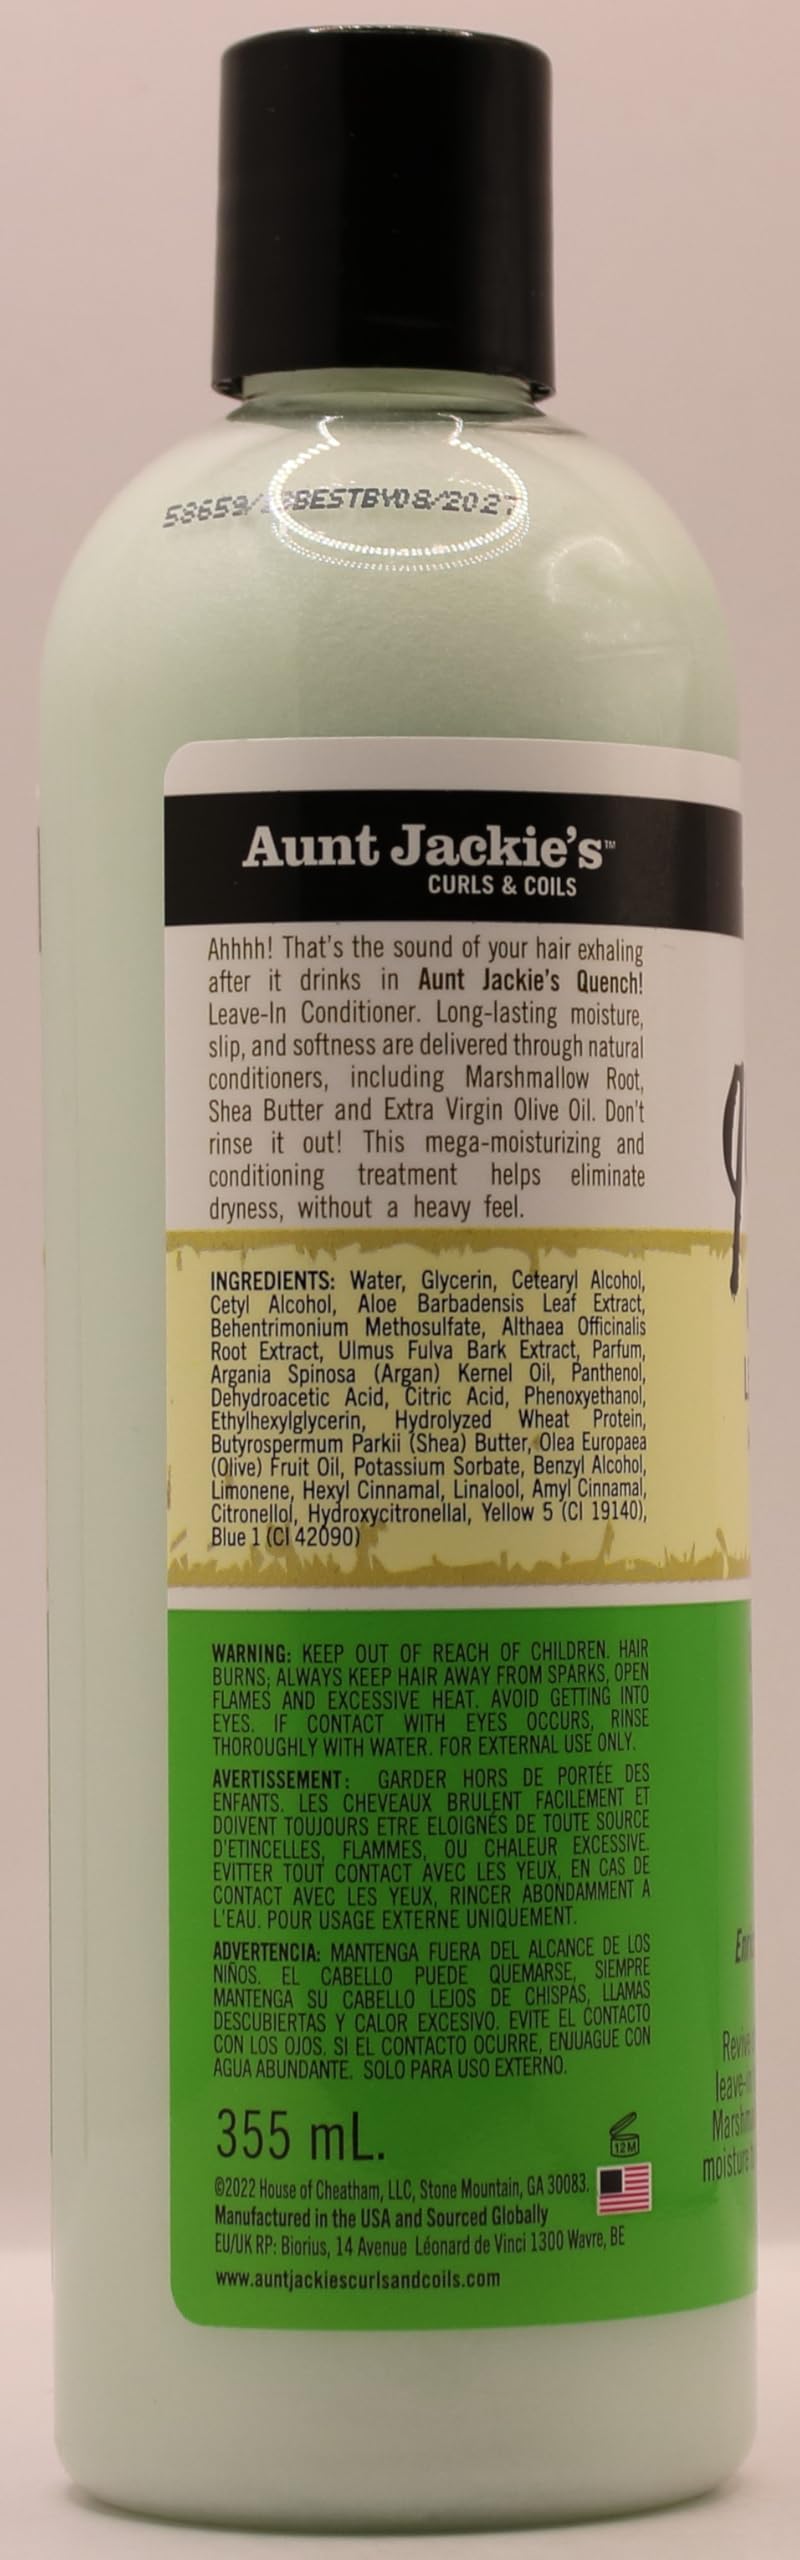 BESTBY08/2027
Aunt Jackie's™
CURLS & COILS
Ahhhh! That's the sound of your hair exhaling
after it drinks in Aunt Jackie's Quench!
Leave-In Conditioner. Long-lasting moisture,
slip, and softness are delivered through natural
conditioners, including Marshmallow Root,
Shea Butter and Extra Virgin Olive Oil. Don't
rinse it out! This mega-moisturizing and
conditioning treatment helps eliminate
dryness, without a heavy feel.
INGREDIENTS: Water, Glycerin, Cetearyl Alcohol,
Cetyl Alcohol, Aloe Barbadensis Leaf Extract,
Behentrimonium Methosulfate, Althaea Officinalis
Root Extract, Ulmus Fulva Bark Extract, Parfum,
Argania Spinosa (Argan) Kernel Oil, Panthenol,
Dehydroacetic Acid, Citric Acid, Phenoxyethanol,
Ethylhexylglycerin, Hydrolyzed Wheat Protein,
Butyrospermum Parkii (Shea) Butter, Olea Europaea
(Olive) Fruit Oil, Potassium Sorbate, Benzyl Alcohol,
Limonene, Hexyl Cinnamal, Linalool, Amyl Cinnamal,
Citronellol, Hydroxycitronellal, Yellow 5 (CI 19140),
Blue 1 (CI 42090)
WARNING: KEEP OUT OF REACH OF CHILDREN. HAIR
BURNS; ALWAYS KEEP HAIR AWAY FROM SPARKS, OPEN
FLAMES AND EXCESSIVE HEAT. AVOID GETTING INTO
EYES. IF CONTACT WITH EYES OCCURS, RINSE
THOROUGHLY WITH WATER. FOR EXTERNAL USE ONLY.
AVERTISSEMENT: GARDER HORS DE PORTÉE DES
ENFANTS. LES CHEVEAUX BRULENT FACILEMENT ET
DOIVENT TOUJOURS ETRE ELOIGNÉS DE TOUTE SOURCE
D'ETINCELLES, FLAMMES, OU CHALEUR EXCESSIVE.
EVITTER TOUT CONTACT AVEC LES YEUX, EN CAS DE
CONTACT AVEC LES YEUX, RINCER ABONDAMMENT A
L'EAU. POUR USAGE EXTERNE UNIQUEMENT.
ADVERTENCIA: MANTENGA FUERA DEL ALCANCE DE LOS
NIÑOS. EL CABELLO PUEDE QUEMARSE, SIEMPRE
MANTENGA SU CABELLO LEJOS DE CHISPAS, LLAMAS
DESCUBIERTAS Y CALOR EXCESIVO. EVITE EL CONTACTO
CON LOS OJOS. SI EL CONTACTO OCURRE, ENJUAGUE CON
AGUA ABUNDANTE. SOLO PARA USO EXTERNO.
355 mL.
12M
©2022 House of Cheatham, LLC, Stone Mountain, GA 30083.
Manufactured in the USA and Sourced Globally
EU/UK RP: Biorius, 14 Avenue Léonard de Vinci 1300 Wavre, BE
www.auntjackiescurlsandcoils.com